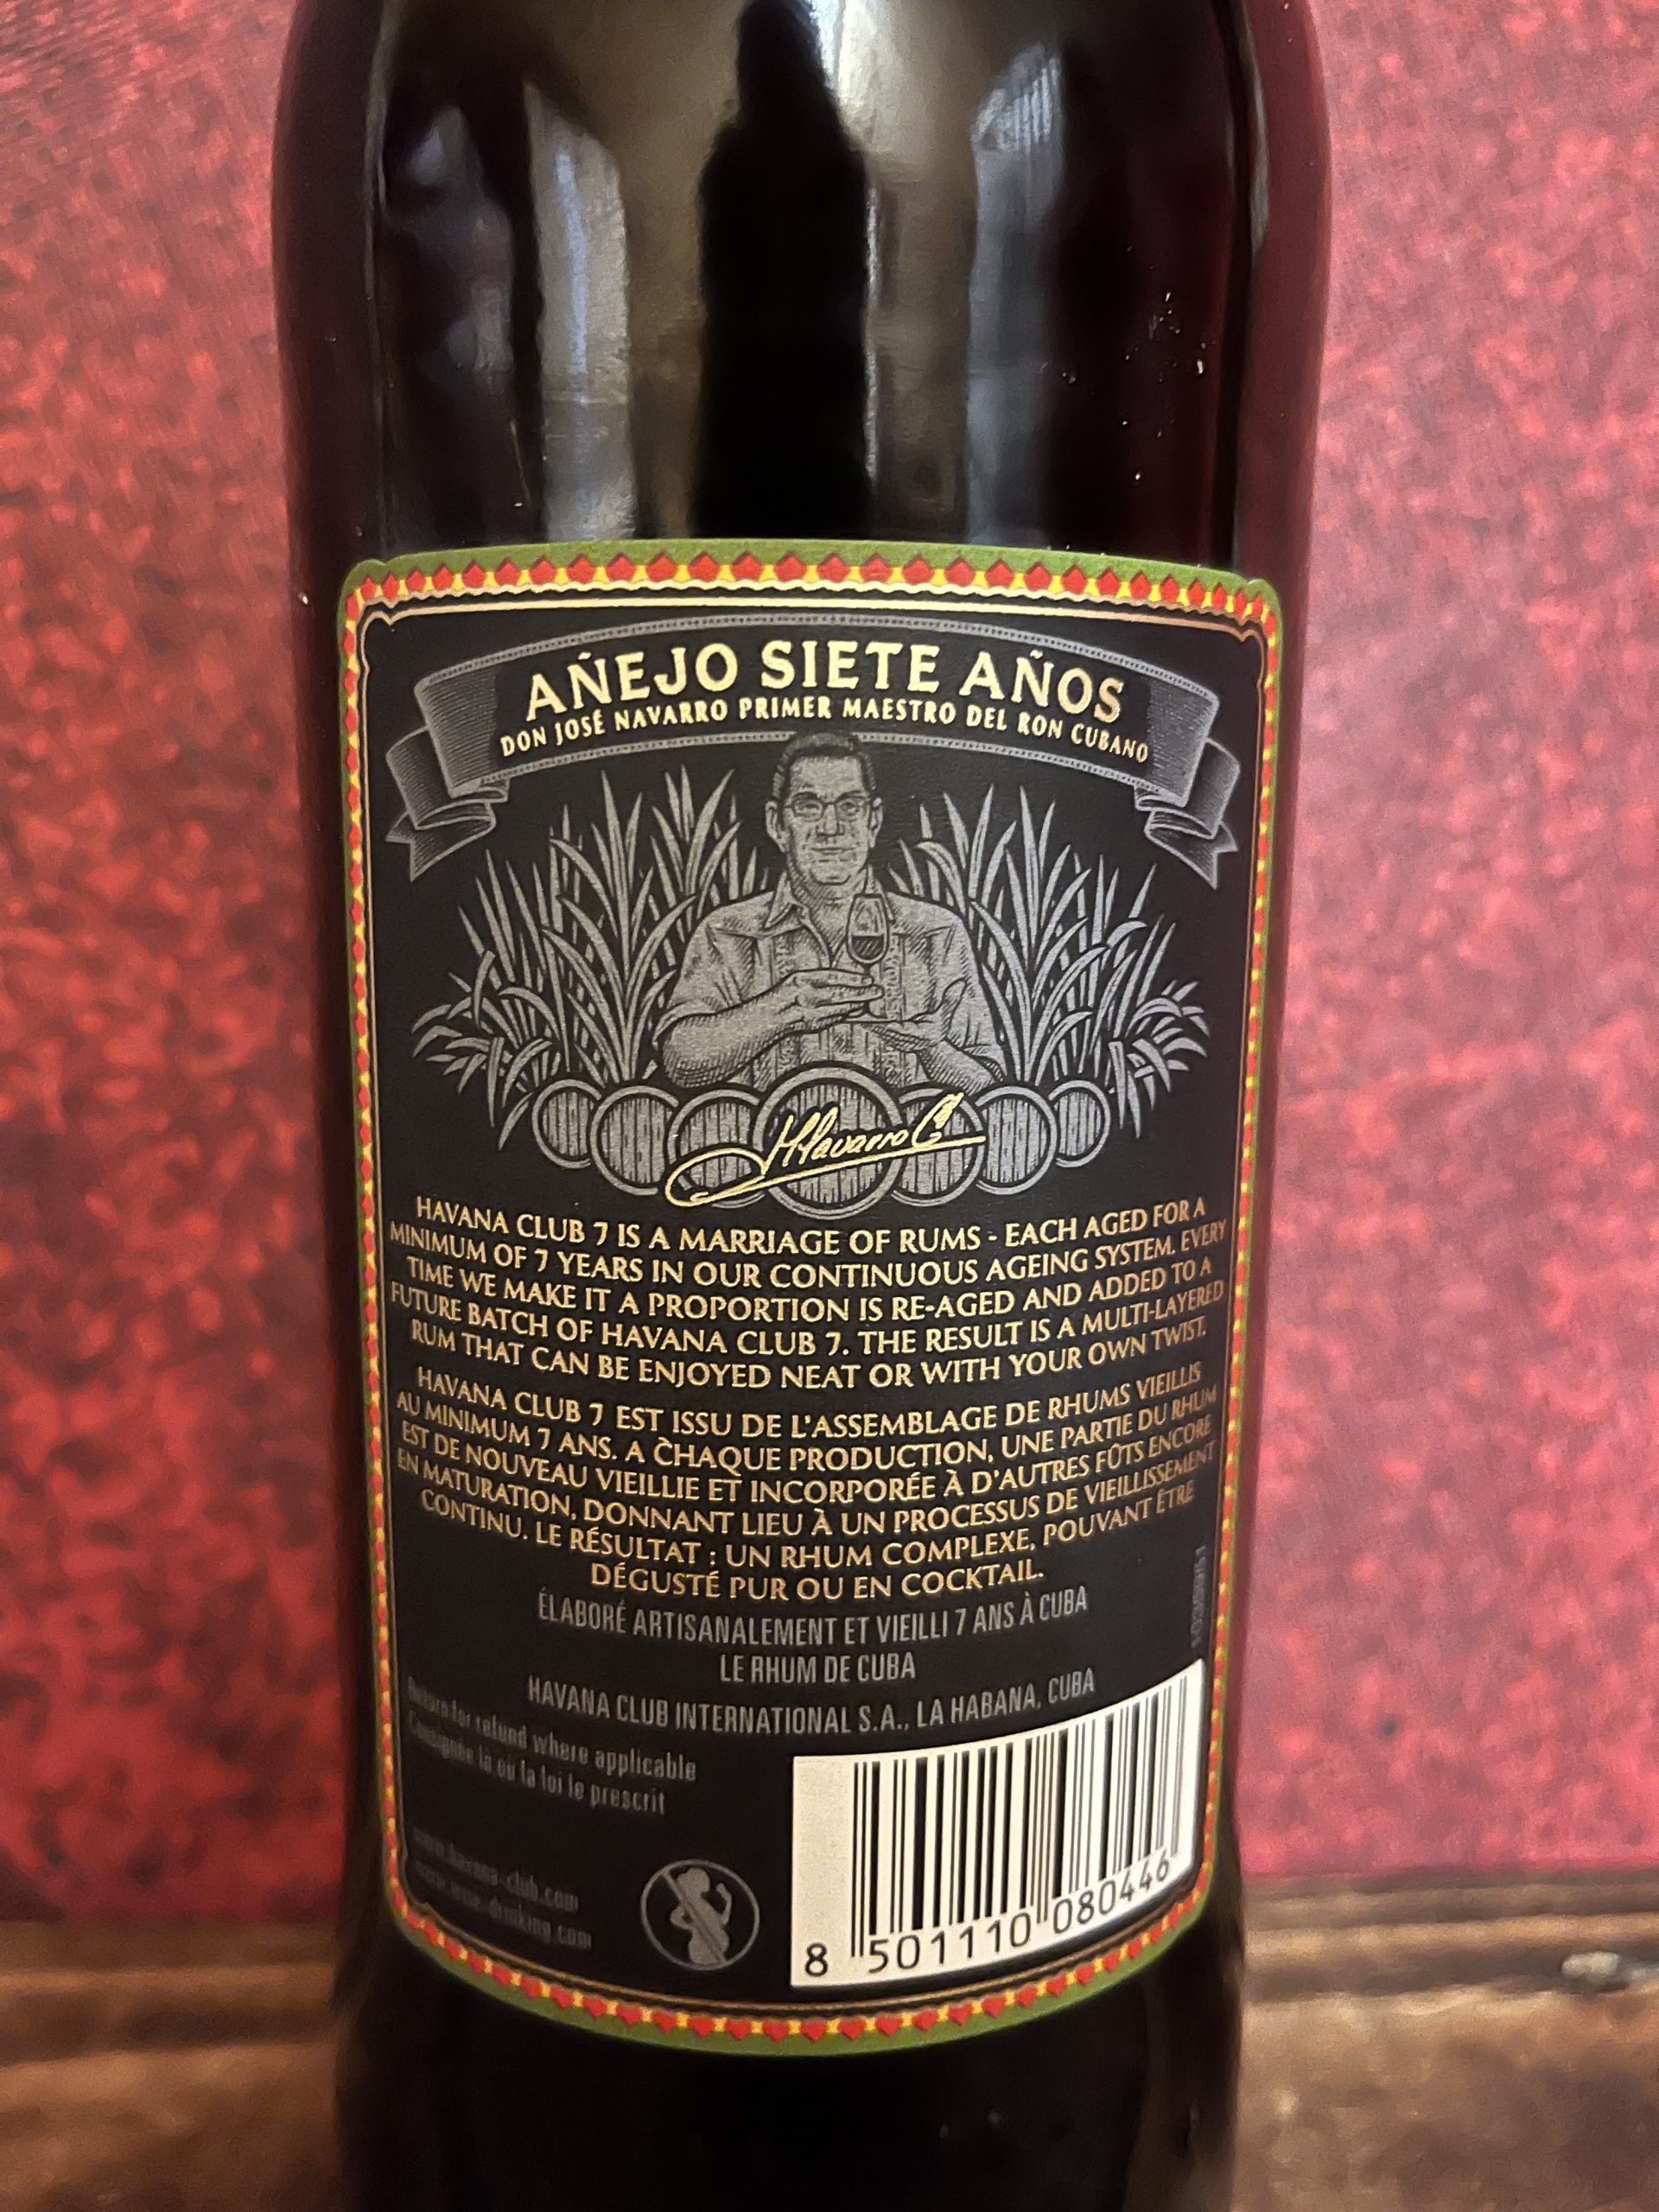 AÑEJO SIETE AÑOS
DON JOSÉ NAVARRO PRIMER MAESTRO DEL RON CUBANO
HAVANA CLUB 7 IS A MARRIAGE OF RUMS - EACH AGED FOR A
MINIMUM OF 7 YEARS IN OUR CONTINUOUS AGEING SYSTEM. EVERY
TIME WE MAKE IT A PROPORTION IS RE-AGED AND ADDED TO A
FUTURE BATCH OF HAVANA CLUB 7. THE RESULT IS A MULTI-LAYERED
RUM THAT CAN BE ENJOYED NEAT OR WITH YOUR OWN TWIST.
HAVANA CLUB 7 EST ISSU DE L'ASSEMBLAGE DE RHUMS VIEILLIS
AU MINIMUM 7 ANS. A CHAQUE PRODUCTION, UNE PARTIE DU RHUM
EST DE NOUVEAU VIEILLIE ET INCORPORÉE À D'AUTRES FÛTS ENCORE
EN MATURATION, DONNANT LIEU À UN PROCESSUS DE VIEILLISSEMENT
CONTINU. LE RÉSULTAT : UN RHUM COMPLEXE, POUVANT ÊTRE
DÉGUSTÉ PUR OU EN COCKTAIL.
ÉLABORÉ ARTISANALEMENT ET VIEILLI 7 ANS À CUBA
LE RHUM DE CUBA
HAVANA CLUB INTERNATIONAL S.A., LA HABANA, CUBA
Return for refund where applicable
Consignée là où la loi le prescrit
www.havana-club.com
8 501110 080446